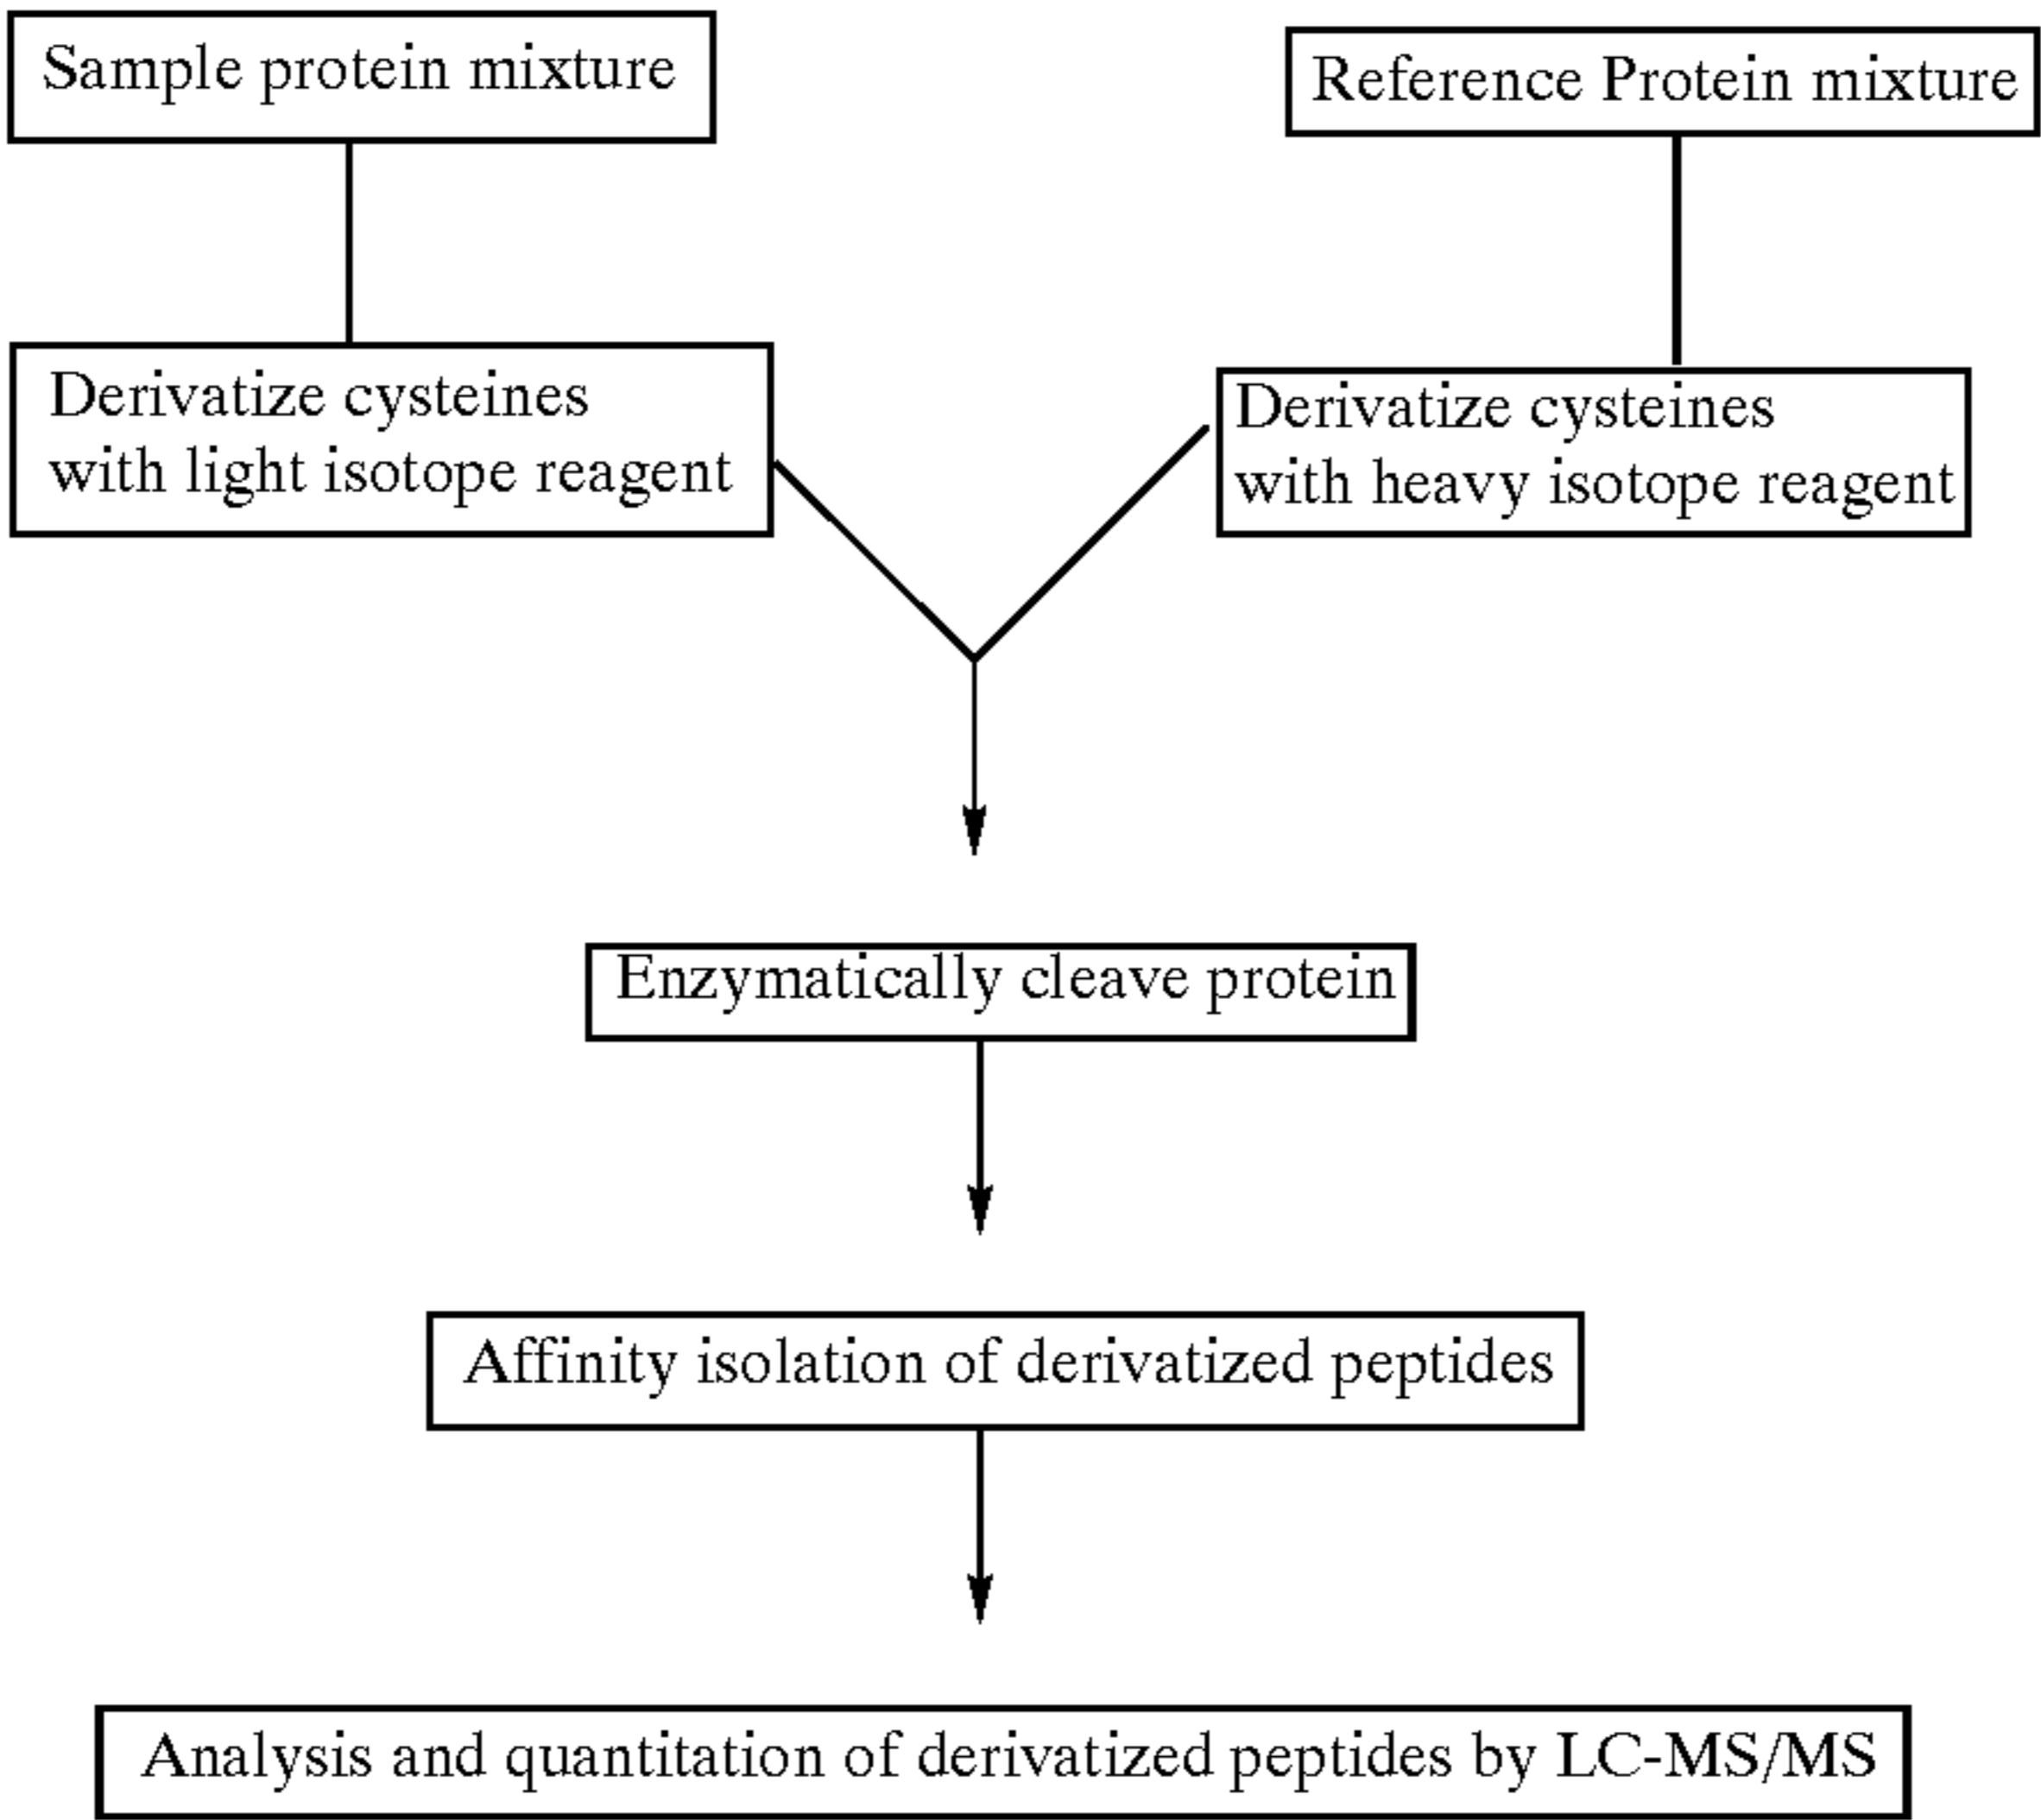 Sample protein mixture
Reference Protein mixture
Derivatize cysteines
with light isotope reagent
Derivatize cysteines
with heavy isotope reagent
Enzymatically cleave protein
Affinity isolation of derivatized peptides
Analysis and quantitation of derivatized peptides by LC-MS/MS